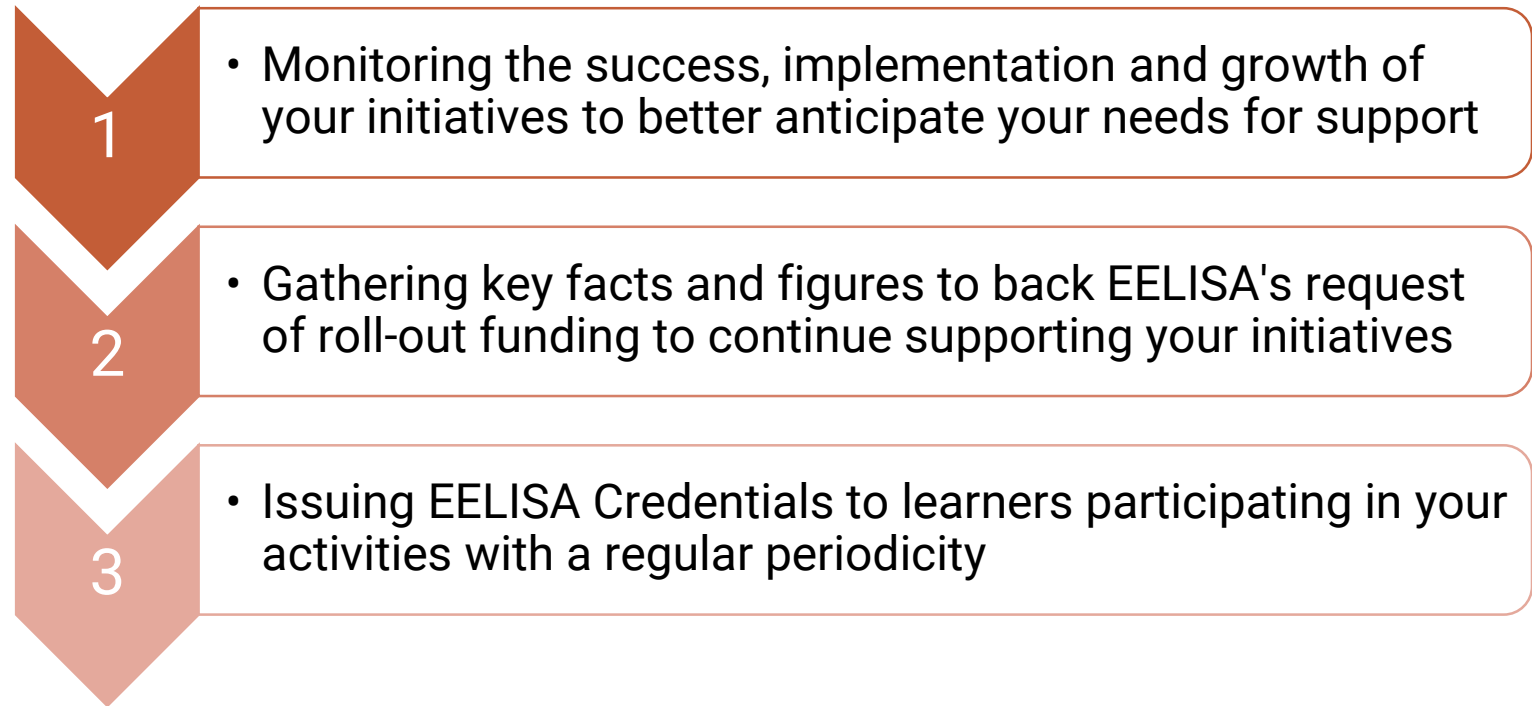 1
• Monitoring the success, implementation and growth of
your initiatives to better anticipate your needs for support
2
• Gathering key facts and figures to back EELISA's request
of roll-out funding to continue supporting your initiatives
3
• Issuing EELISA Credentials to learners participating in your
activities with a regular periodicity